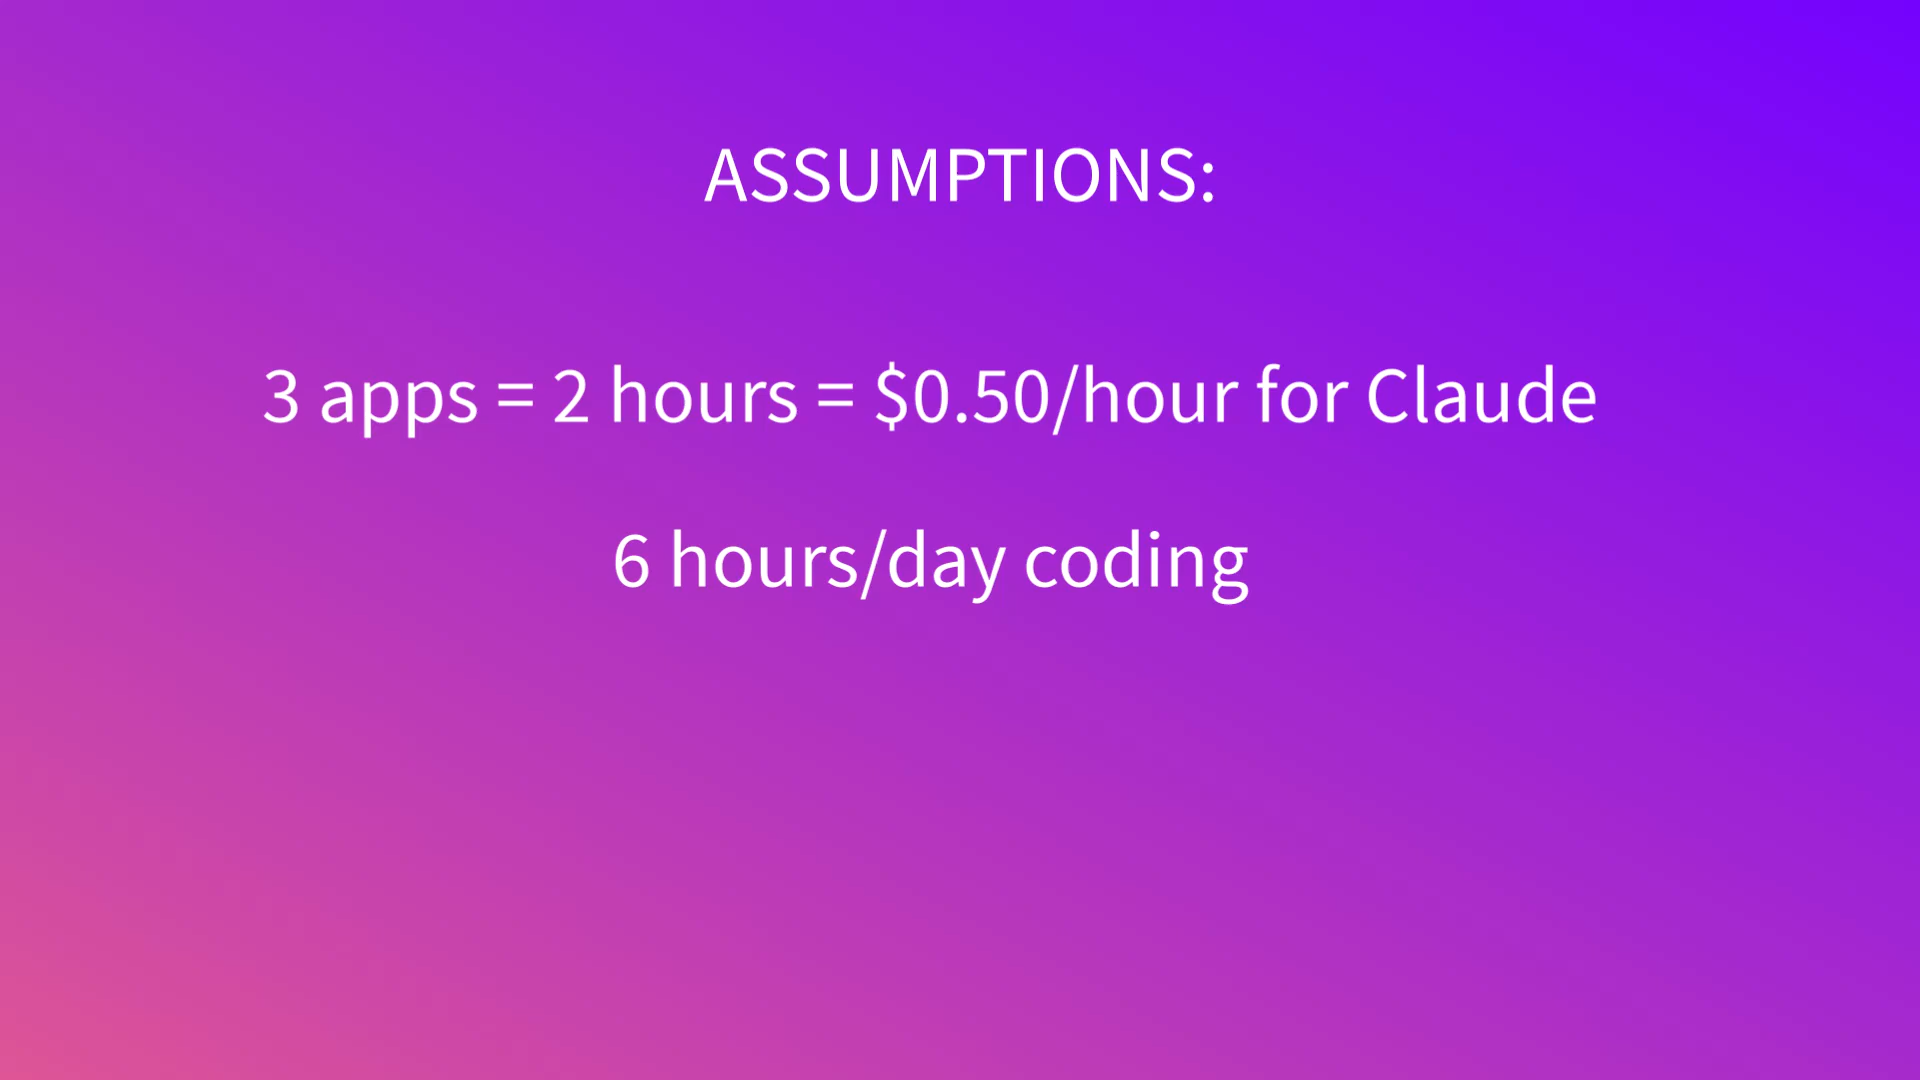 ASSUMPTIONS:
3 apps = 2 hours = $0.50/hour for Claude
6 hours/day coding